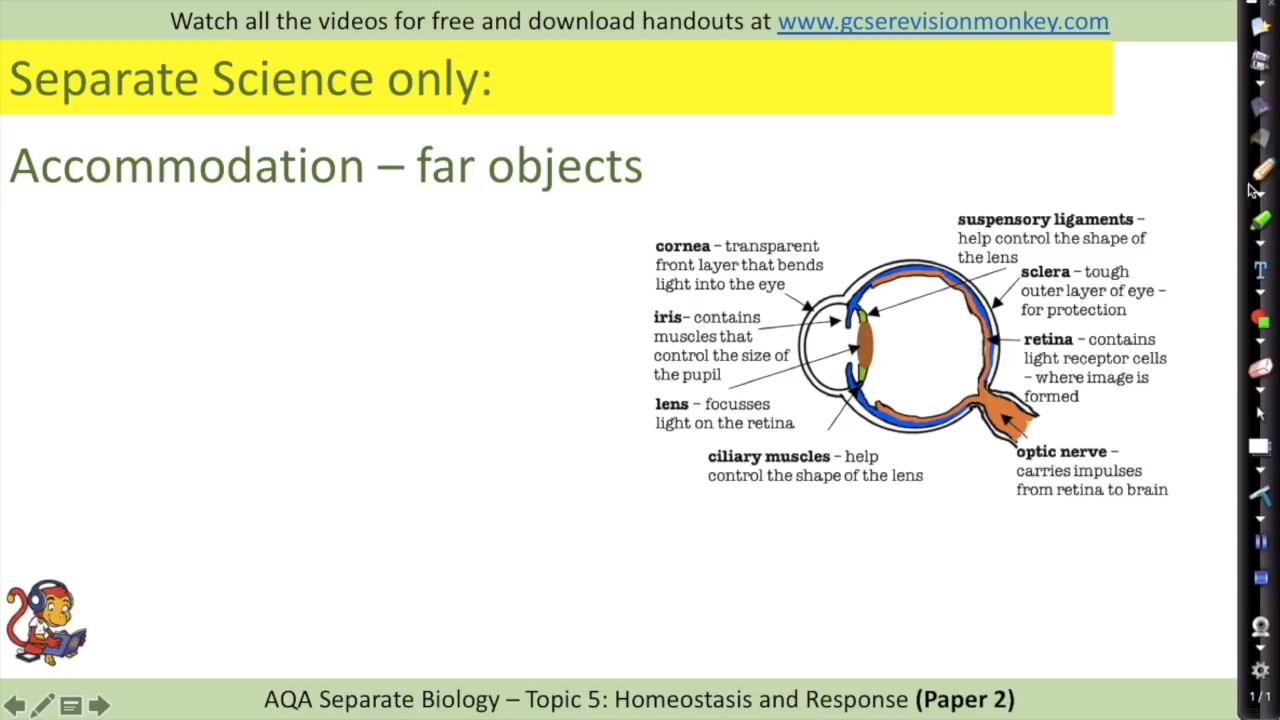 Watch all the videos for free and download handouts at www.gcserevisionmonkey.com
Separate Science only:
Accommodation – far objects
cornea – transparent
front layer that bends
light into the eye
iris– contains
muscles that
control the size of
the pupil
lens – focusses
light on the retina
ciliary muscles – help
control the shape of the lens
suspensory ligaments –
help control the shape of
the lens
sclera – tough
outer layer of eye –
for protection
retina – contains
light receptor cells
– where image is
formed
optic nerve –
carries impulses
from retina to brain
AQA Separate Biology – Topic 5: Homeostasis and Response (Paper 2)
T
1/1